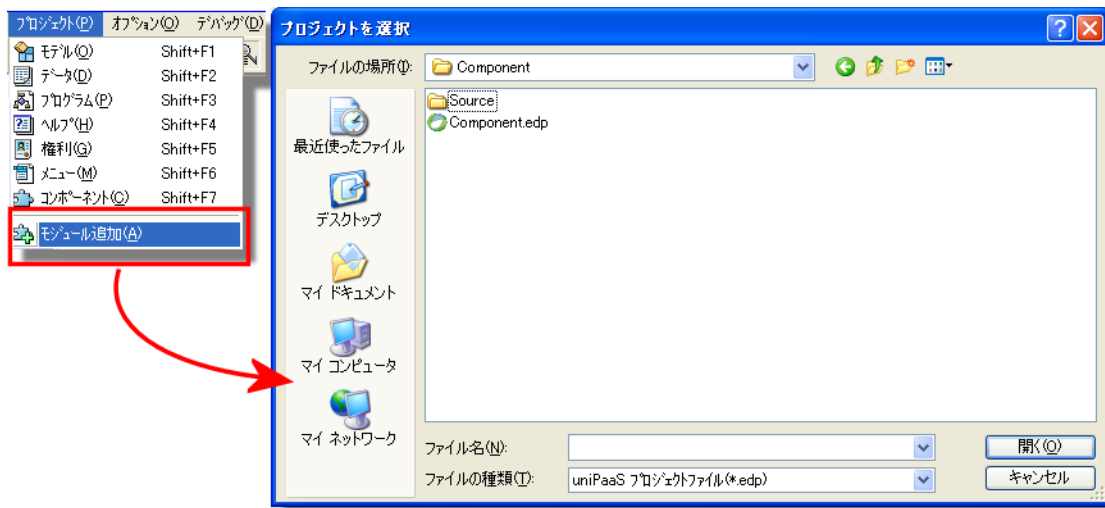 プロジェクト(P) オプション(O) デバッグ(D)
モデル(O) Shift+F1
データ(D) Shift+F2
プログラム(P) Shift+F3
ヘルプ(H) Shift+F4
権利(G) Shift+F5
メニュー(M) Shift+F6
コンポーネント(C) Shift+F7
モジュール追加(A)
プロジェクトを選択
ファイルの場所(I): Component
Source
Component.edp
最近使ったファイル
デスクトップ
マイ ドキュメント
マイ コンピュータ
マイ ネットワーク
ファイル名(N): 開く(O)
ファイルの種類(T): uniPaaS プロジェクトファイル(*.edp) キャンセル